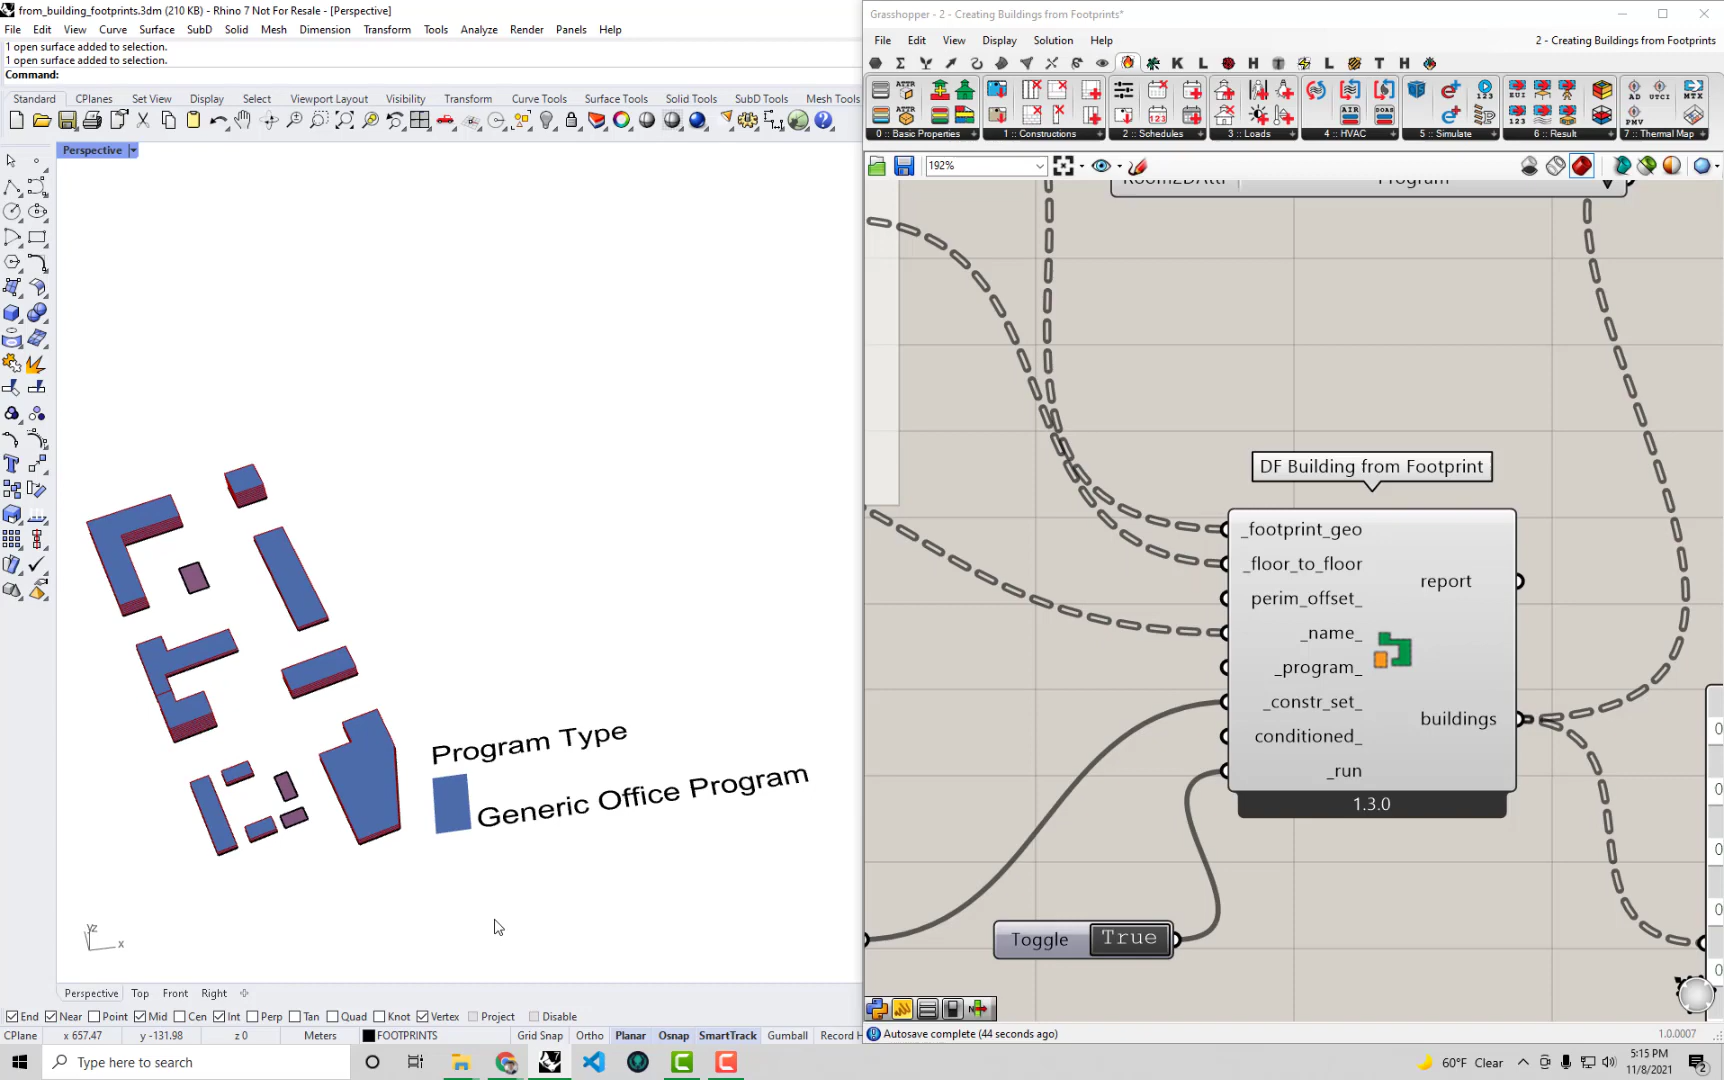 from_building_footprints.3dm (210 KB) - Rhino 7 Not For Resale - [Perspective]
File Edit View Curve Surface SubD Solid Mesh Dimension Transform Tools Analyze Render Panels Help
1 open surface added to selection.
1 open surface added to selection.
Command:
Standard CPlanes Set View Display Select Viewport Layout Visibility Transform Curve Tools Surface Tools Solid Tools SubD Tools Mesh Tools
Perspective
Program Type
Generic Office Program
yz
x
Perspective Top Front Right
End Near Point Mid Cen Int Perp Tan Quad Knot Vertex Project Disable
CPlane x 657.47 y -131.98 z 0 Meters FOOTPRINTS Grid Snap Ortho Planar Osnap SmartTrack Gumball Record H
Grasshopper - 2 - Creating Buildings from Footprints*
File Edit View Display Solution Help
2 - Creating Buildings from Footprints
K L H T L T H
0 :: Basic Properties 1 :: Constructions 2 :: Schedules 3 :: Loads 4 :: HVAC 5 :: Simulate 6 :: Result 7 :: Thermal Map
192%
Program
DF Building from Footprint
_footprint_geo
_floor_to_floor
perim_offset_
_name_
_program_
_constr_set_
conditioned_
_run
report
buildings
1.3.0
Toggle True
Autosave complete (44 seconds ago)
1.0.0007
Type here to search
60°F Clear
5:15 PM
11/8/2021
2